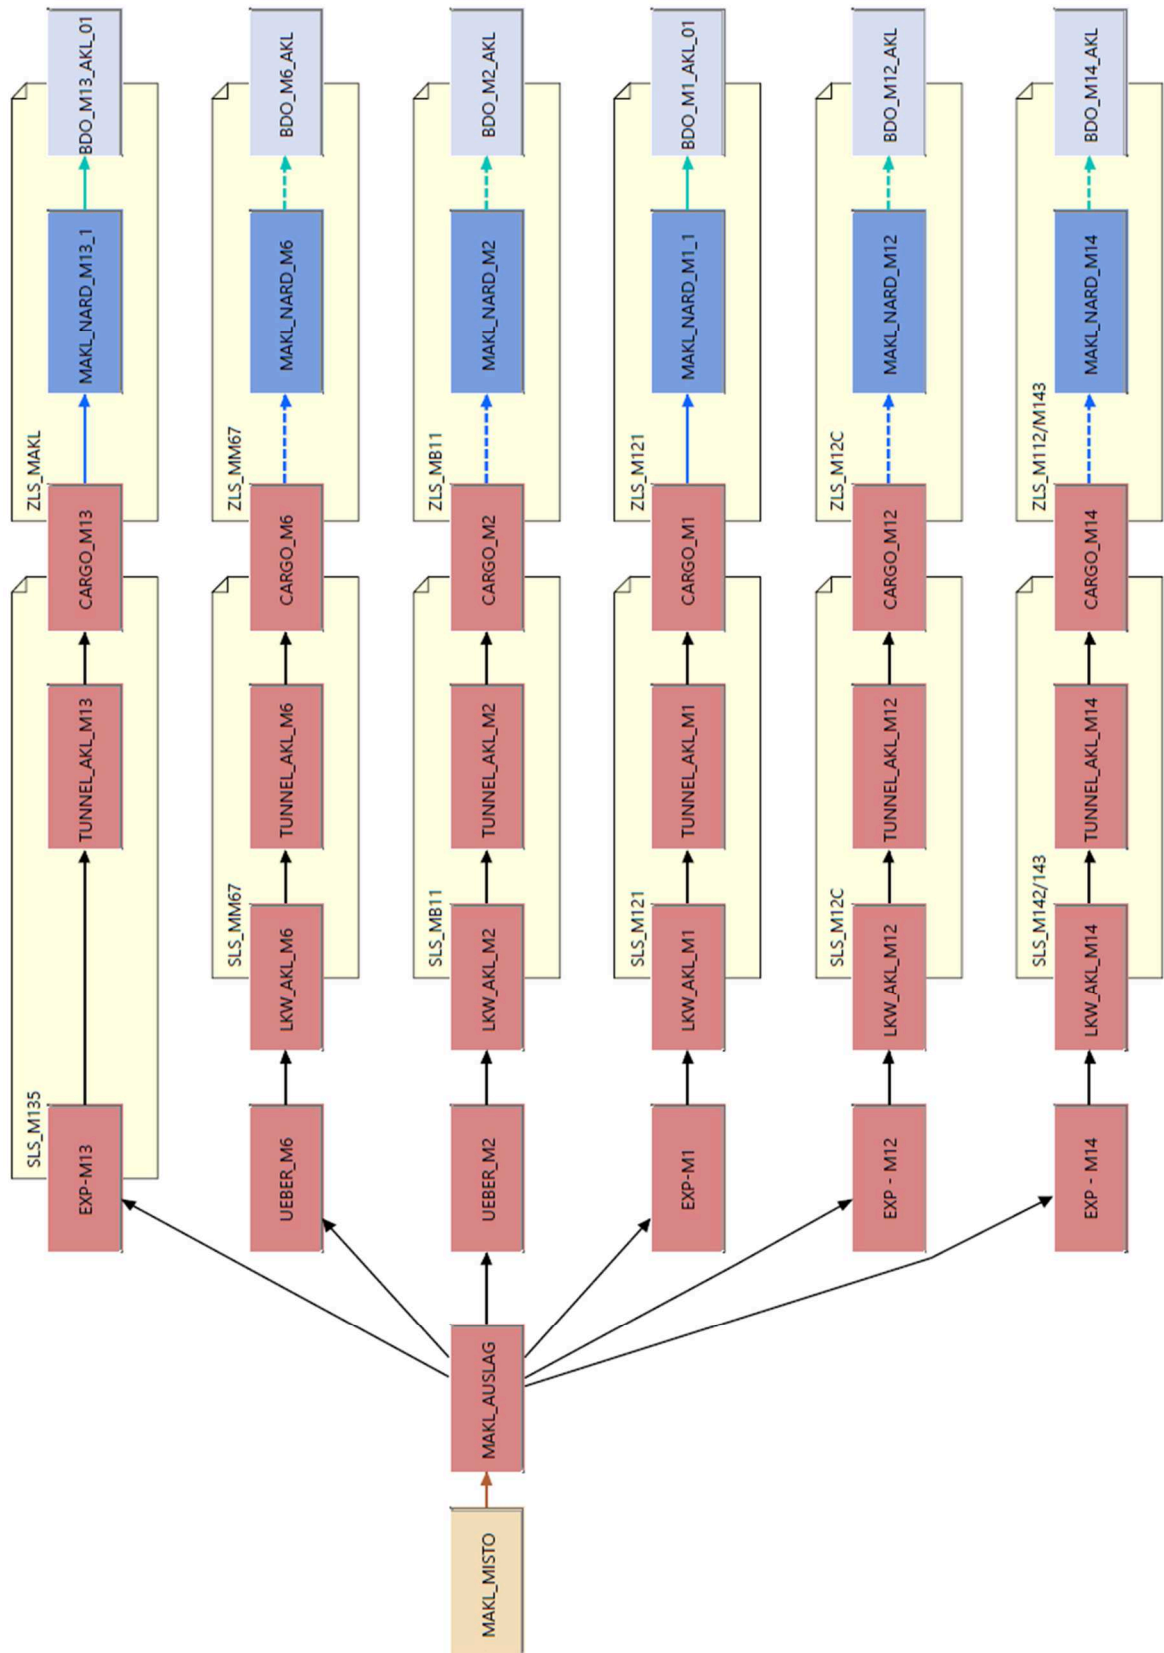 MAKL_MISTO
MAKL_AUSLAG
SLS_M135
EXP-M13
TUNNEL_AKL_M13
CARGO_M13
ZLS_MAKL
MAKL_NARD_M13_1
BDO_M13_AKL_01
UEBER_M6
SLS_MM67
LKW_AKL_M6
TUNNEL_AKL_M6
CARGO_M6
ZLS_MM67
MAKL_NARD_M6
BDO_M6_AKL
UEBER_M2
SLS_MB11
LKW_AKL_M2
TUNNEL_AKL_M2
CARGO_M2
ZLS_MB11
MAKL_NARD_M2
BDO_M2_AKL
EXP-M1
SLS_M121
LKW_AKL_M1
TUNNEL_AKL_M1
CARGO_M1
ZLS_M121
MAKL_NARD_M1_1
BDO_M1_AKL_01
EXP - M12
SLS_M12C
LKW_AKL_M12
TUNNEL_AKL_M12
CARGO_M12
ZLS_M12C
MAKL_NARD_M12
BDO_M12_AKL
EXP - M14
SLS_M142/143
LKW_AKL_M14
TUNNEL_AKL_M14
CARGO_M14
ZLS_M112/M143
MAKL_NARD_M14
BDO_M14_AKL